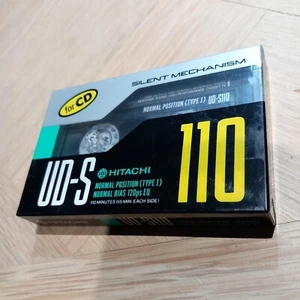 SILENT MECHANISM
for CD
NORMAL POSITION (TYPE I) UD-S110
UD-S
110
HITACHI
NORMAL POSITION (TYPE I)
NORMAL BIAS 120μs EQ
110 MINUTES (55 MIN. EACH SIDE)